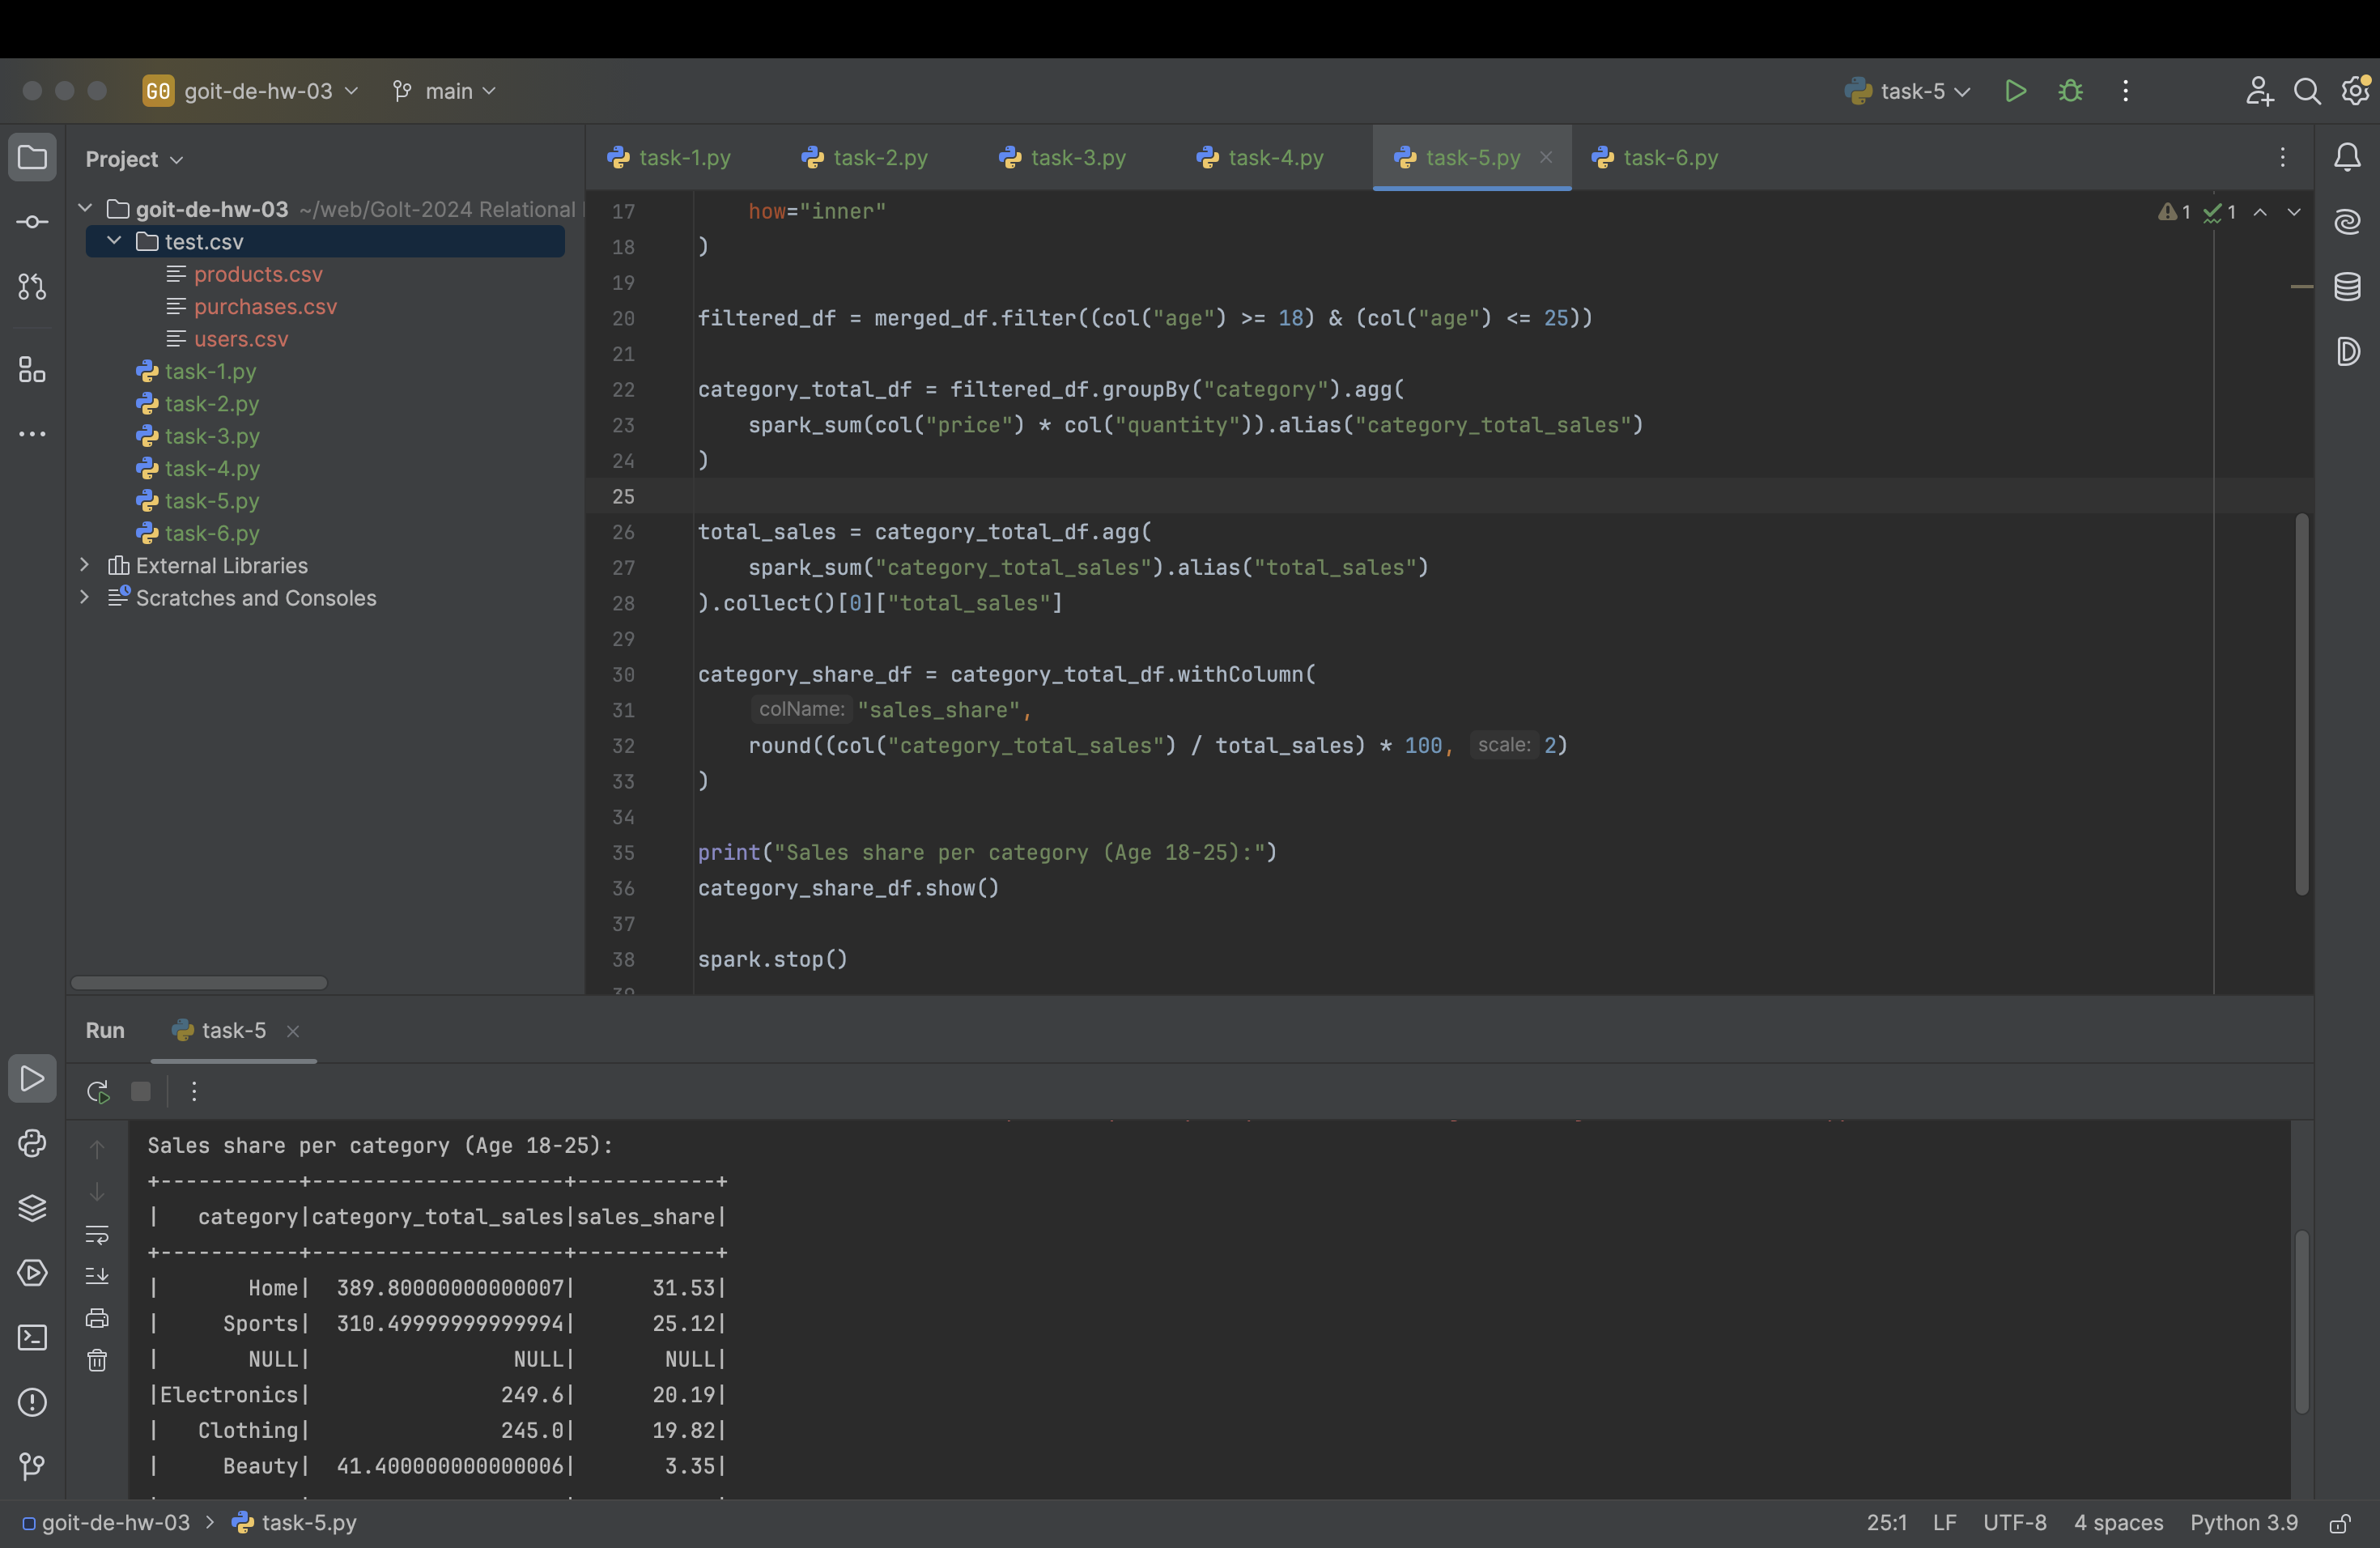 GO goit-de-hw-03 main task-5
Project
goit-de-hw-03 ~/web/GoIt-2024 Relational
test.csv
products.csv
purchases.csv
users.csv
task-1.py
task-2.py
task-3.py
task-4.py
task-5.py
task-6.py
External Libraries
Scratches and Consoles
task-1.py task-2.py task-3.py task-4.py task-5.py task-6.py
1 1
17     how="inner"
18 )
19
20 filtered_df = merged_df.filter((col("age") >= 18) & (col("age") <= 25))
21
22 category_total_df = filtered_df.groupBy("category").agg(
23     spark_sum(col("price") * col("quantity")).alias("category_total_sales")
24 )
25
26 total_sales = category_total_df.agg(
27     spark_sum("category_total_sales").alias("total_sales")
28 ).collect()[0]["total_sales"]
29
30 category_share_df = category_total_df.withColumn(
31     colName: "sales_share",
32     round((col("category_total_sales") / total_sales) * 100, scale: 2)
33 )
34
35 print("Sales share per category (Age 18-25):")
36 category_share_df.show()
37
38 spark.stop()
Run task-5
Sales share per category (Age 18-25):
+-----------+--------------------+-----------+
|   category|category_total_sales|sales_share|
+-----------+--------------------+-----------+
|       Home|  389.80000000000007|      31.53|
|     Sports|  310.49999999999994|      25.12|
|       NULL|                NULL|       NULL|
|Electronics|               249.6|      20.19|
|   Clothing|               245.0|      19.82|
|     Beauty|  41.400000000000006|       3.35|
goit-de-hw-03 > task-5.py 25:1 LF UTF-8 4 spaces Python 3.9